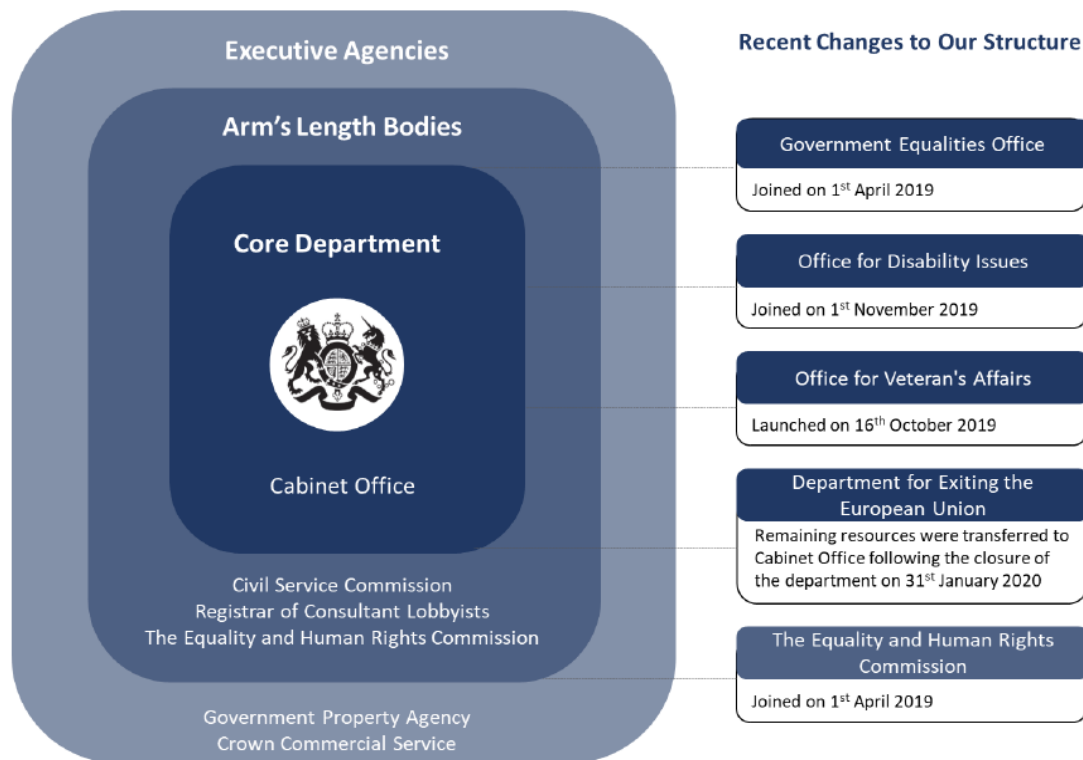 Executive Agencies
Arm's Length Bodies
Core Department
Cabinet Office
Civil Service Commission
Registrar of Consultant Lobbyists
The Equality and Human Rights Commission
Government Property Agency
Crown Commercial Service
Recent Changes to Our Structure
Government Equalities Office
Joined on 1st April 2019
Office for Disability Issues
Joined on 1st November 2019
Office for Veteran's Affairs
Launched on 16th October 2019
Department for Exiting the
European Union
Remaining resources were transferred to
Cabinet Office following the closure of
the department on 31st January 2020
The Equality and Human Rights
Commission
Joined on 1st April 2019